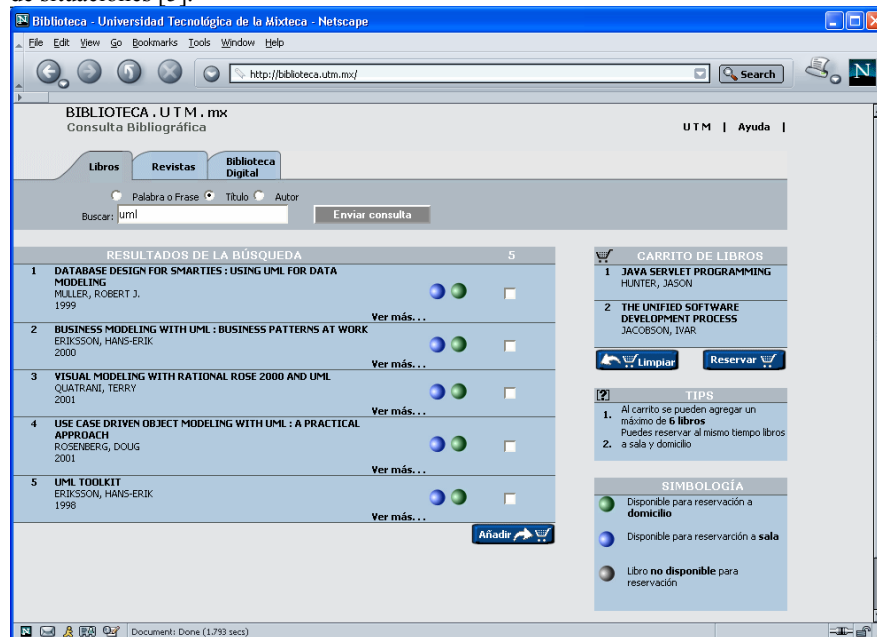 de situaciones [5].
Biblioteca - Universidad Tecnológica de la Mixteca - Netscape
File Edit View Go Bookmarks Tools Window Help
http://biblioteca.utm.mx/ Search N
BIBLIOTECA . U T M . mx
Consulta Bibliográfica
U T M | Ayuda |
Libros Revistas Biblioteca
Digital
Palabra o Frase Título Autor
Buscar: uml Enviar consulta
RESULTADOS DE LA BÚSQUEDA 5
1 DATABASE DESIGN FOR SMARTIES : USING UML FOR DATA
MODELING
MULLER, ROBERT J.
1999
Ver más...
2 BUSINESS MODELING WITH UML : BUSINESS PATTERNS AT WORK
ERIKSSON, HANS-ERIK
2000
Ver más...
3 VISUAL MODELING WITH RATIONAL ROSE 2000 AND UML
QUATRANI, TERRY
2001
Ver más...
4 USE CASE DRIVEN OBJECT MODELING WITH UML : A PRACTICAL
APPROACH
ROSENBERG, DOUG
2001
Ver más...
5 UML TOOLKIT
ERIKSSON, HANS-ERIK
1998
Ver más...
Añadir
CARRITO DE LIBROS
1 JAVA SERVLET PROGRAMMING
HUNTER, JASON
2 THE UNIFIED SOFTWARE
DEVELOPMENT PROCESS
JACOBSON, IVAR
Limpiar Reservar
[?] TIPS
1. Al carrito se pueden agregar un
máximo de 6 libros
2. Puedes reservar al mismo tiempo libros
a sala y domicilio
SIMBOLOGÍA
Disponible para reservación a
domicilio
Disponible para reservarción a sala
Libro no disponible para
reservación
Document: Done (1.793 secs)